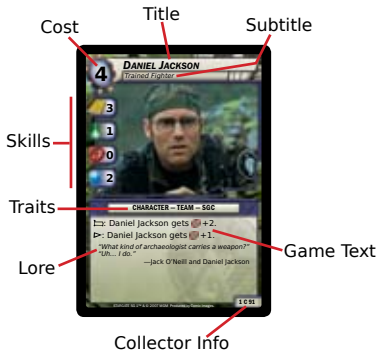 Title
Cost
Subtitle
4
DANIEL JACKSON
Trained Fighter
Skills
3
1
0
2
Traits
CHARACTER – TEAM – SGC
: Daniel Jackson gets +2.
: Daniel Jackson gets +1.
Game Text
Lore
"What kind of archaeologist carries a weapon?"
"Uh... I do."
—Jack O'Neill and Daniel Jackson
1 C 91
Collector Info